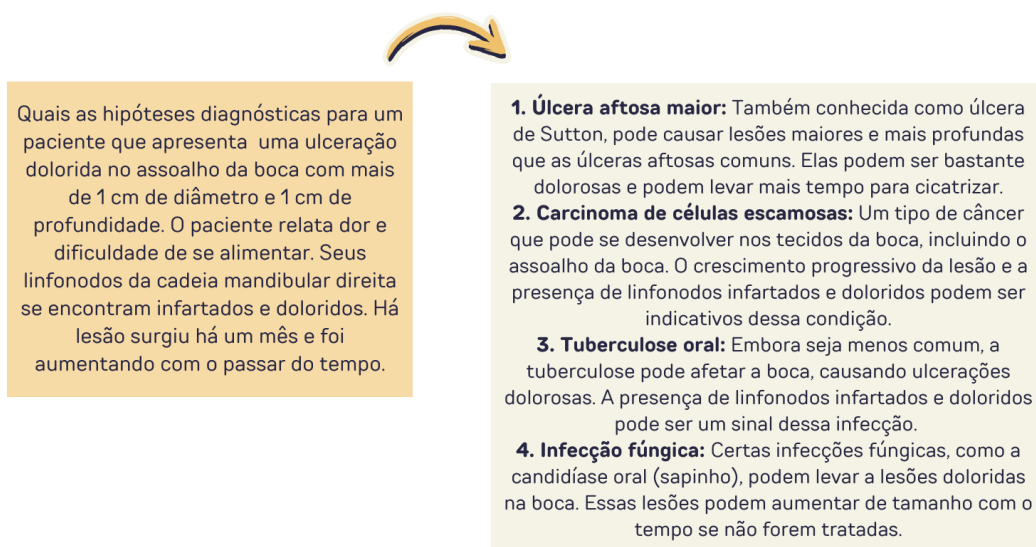 Quais as hipóteses diagnósticas para um
paciente que apresenta uma ulceração
dolorida no assoalho da boca com mais
de 1 cm de diâmetro e 1 cm de
profundidade. O paciente relata dor e
dificuldade de se alimentar. Seus
linfonodos da cadeia mandibular direita
se encontram infartados e doloridos. Há
lesão surgiu há um mês e foi
aumentando com o passar do tempo.
1. Úlcera aftosa maior: Também conhecida como úlcera
de Sutton, pode causar lesões maiores e mais profundas
que as úlceras aftosas comuns. Elas podem ser bastante
dolorosas e podem levar mais tempo para cicatrizar.
2. Carcinoma de células escamosas: Um tipo de câncer
que pode se desenvolver nos tecidos da boca, incluindo o
assoalho da boca. O crescimento progressivo da lesão e a
presença de linfonodos infartados e doloridos podem ser
indicativos dessa condição.
3. Tuberculose oral: Embora seja menos comum, a
tuberculose pode afetar a boca, causando ulcerações
dolorosas. A presença de linfonodos infartados e doloridos
pode ser um sinal dessa infecção.
4. Infecção fúngica: Certas infecções fúngicas, como a
candidíase oral (sapinho), podem levar a lesões doloridas
na boca. Essas lesões podem aumentar de tamanho com o
tempo se não forem tratadas.